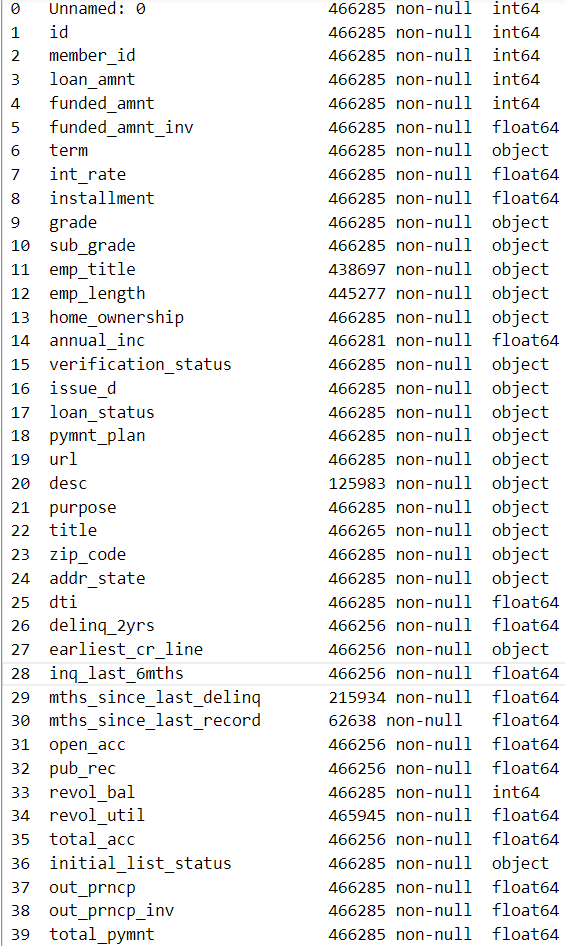 0 Unnamed: 0 466285 non-null int64
1 id 466285 non-null int64
2 member_id 466285 non-null int64
3 loan_amnt 466285 non-null int64
4 funded_amnt 466285 non-null int64
5 funded_amnt_inv 466285 non-null float64
6 term 466285 non-null object
7 int_rate 466285 non-null float64
8 installment 466285 non-null float64
9 grade 466285 non-null object
10 sub_grade 466285 non-null object
11 emp_title 438697 non-null object
12 emp_length 445277 non-null object
13 home_ownership 466285 non-null object
14 annual_inc 466281 non-null float64
15 verification_status 466285 non-null object
16 issue_d 466285 non-null object
17 loan_status 466285 non-null object
18 pymnt_plan 466285 non-null object
19 url 466285 non-null object
20 desc 125983 non-null object
21 purpose 466285 non-null object
22 title 466265 non-null object
23 zip_code 466285 non-null object
24 addr_state 466285 non-null object
25 dti 466285 non-null float64
26 delinq_2yrs 466256 non-null float64
27 earliest_cr_line 466256 non-null object
28 inq_last_6mths 466256 non-null float64
29 mths_since_last_delinq 215934 non-null float64
30 mths_since_last_record 62638 non-null float64
31 open_acc 466256 non-null float64
32 pub_rec 466256 non-null float64
33 revol_bal 466285 non-null int64
34 revol_util 465945 non-null float64
35 total_acc 466256 non-null float64
36 initial_list_status 466285 non-null object
37 out_prncp 466285 non-null float64
38 out_prncp_inv 466285 non-null float64
39 total_pymnt 466285 non-null float64